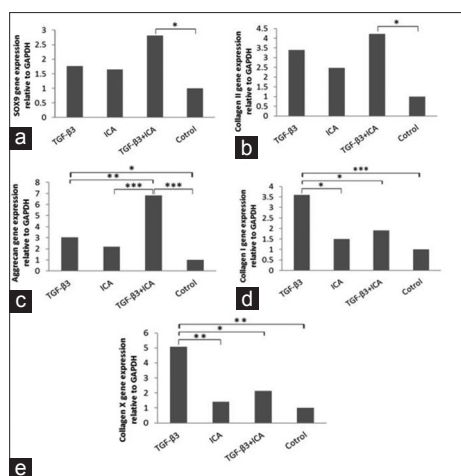 SOX9 gene expression
relative to GAPDH
3
2.5
2
1.5
1
0.5
0
*
TGF-β3
ICA
TGF-β3+ICA
Cotrol
a
Collagen II gene expression
relative to GAPDH
4.5
4
3.5
3
2.5
2
1.5
1
0.5
0
*
TGF-β3
ICA
TGF-β3+ICA
Cotrol
b
Aggrecan gene expression
relative to GAPDH
8
7
6
5
4
3
2
1
0
*
**
*** ***
TGF-β3
ICA
TGF-β3+ICA
Cotrol
c
Collagen I gene expression
relative to GAPDH
4
3.5
3
2.5
2
1.5
1
0.5
0
***
*
*
TGF-β3
ICA
TGF-β3+ICA
Cotrol
d
Collagen X gene expression
relative to GAPDH
6
5
4
3
2
1
0
**
*
**
TGF-β3
ICA
TGF-β3+ICA
Cotrol
e